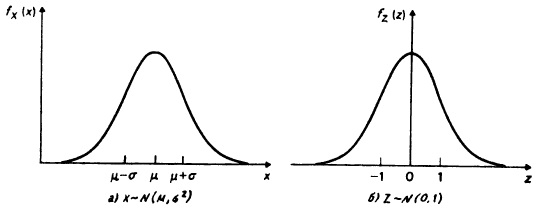 f_X(x)
μ−σ μ μ+σ x
а) X~N(μ, σ²)
f_Z(z)
-1 0 1 z
б) Z~N(0,1)